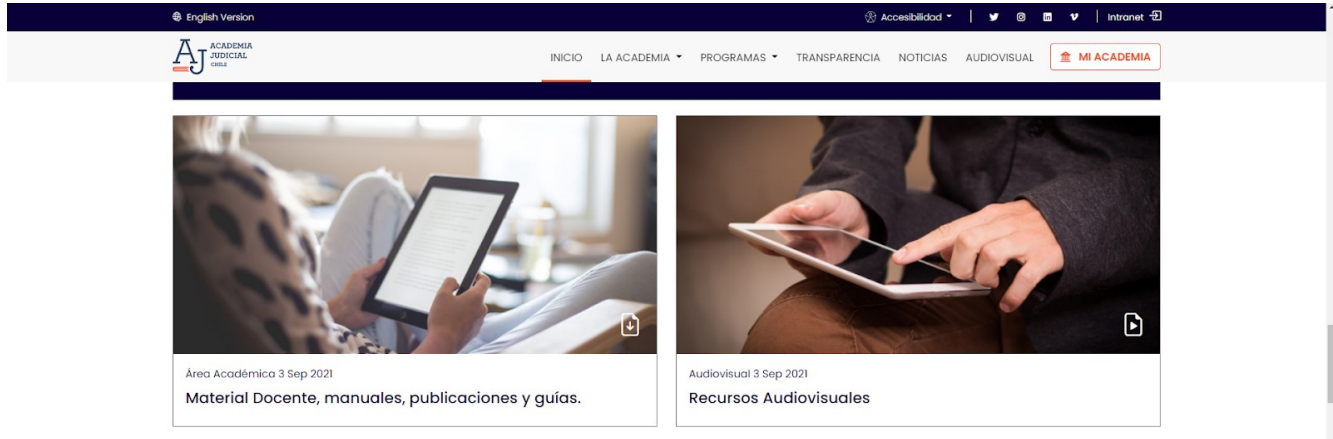 English Version
Accesibilidad
Intranet
ACADEMIA
JUDICIAL
CHILE
INICIO LA ACADEMIA PROGRAMAS TRANSPARENCIA NOTICIAS AUDIOVISUAL MI ACADEMIA
Área Académica 3 Sep 2021
Material Docente, manuales, publicaciones y guías.
Audiovisual 3 Sep 2021
Recursos Audiovisuales